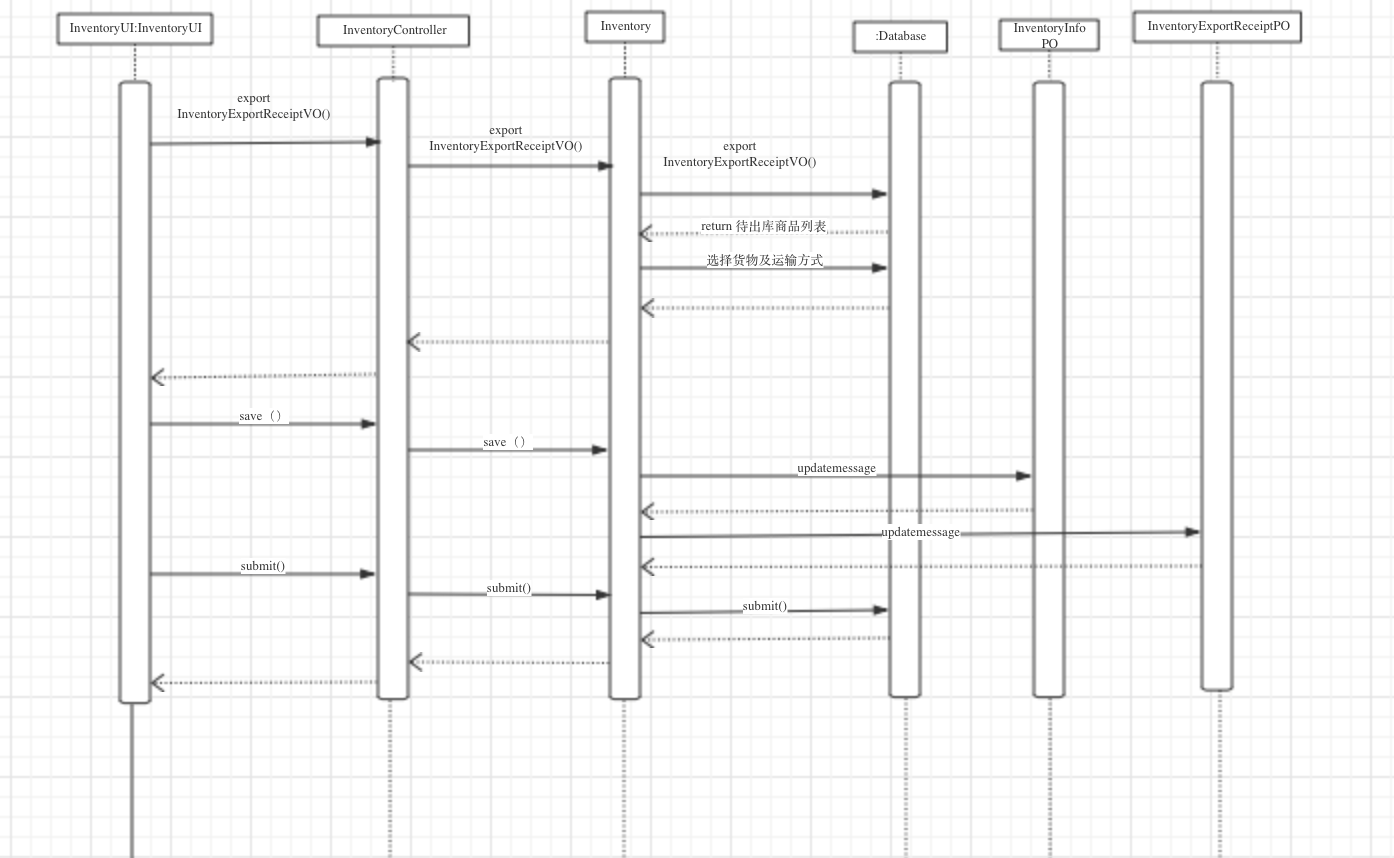 InventoryUI:InventoryUI
InventoryController
Inventory
:Database
InventoryInfo
PO
InventoryExportReceiptPO
export
InventoryExportReceiptVO()
export
InventoryExportReceiptVO()
export
InventoryExportReceiptVO()
return 待出库商品列表
选择货物及运输方式
save（）
save（）
updatemessage
updatemessage
submit()
submit()
submit()